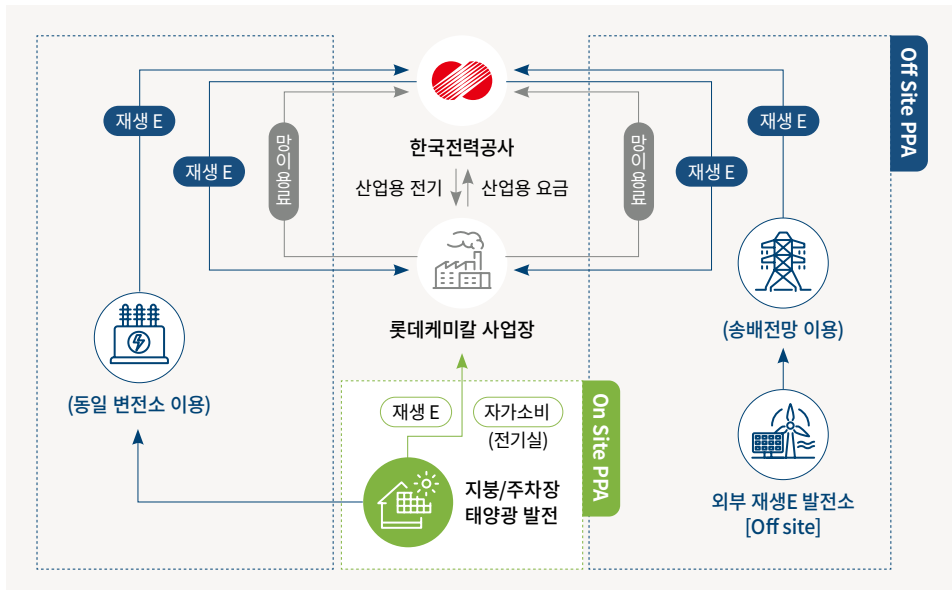 Off Site PPA
재생 E
재생 E
망이용료
한국전력공사
산업용 전기
산업용 요금
망이용료
재생 E
재생 E
롯데케미칼 사업장
(동일 변전소 이용)
(송배전망 이용)
On Site PPA
재생 E
자가소비
(전기실)
지붕/주차장
태양광 발전
외부 재생E 발전소
[Off site]